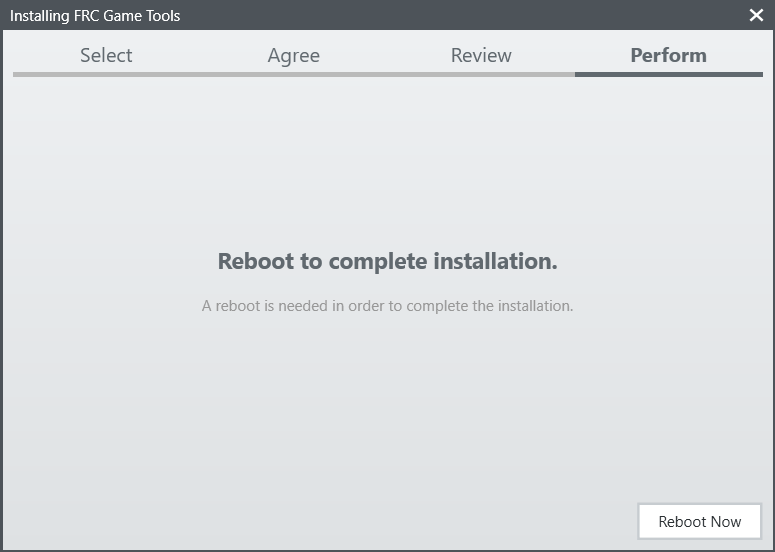 Installing FRC Game Tools
Select Agree Review Perform
Reboot to complete installation.
A reboot is needed in order to complete the installation.
Reboot Now